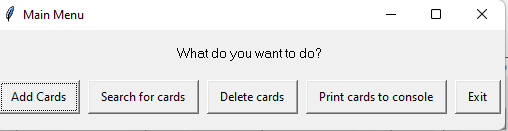 Main Menu
What do you want to do?
Add Cards Search for cards Delete cards Print cards to console Exit